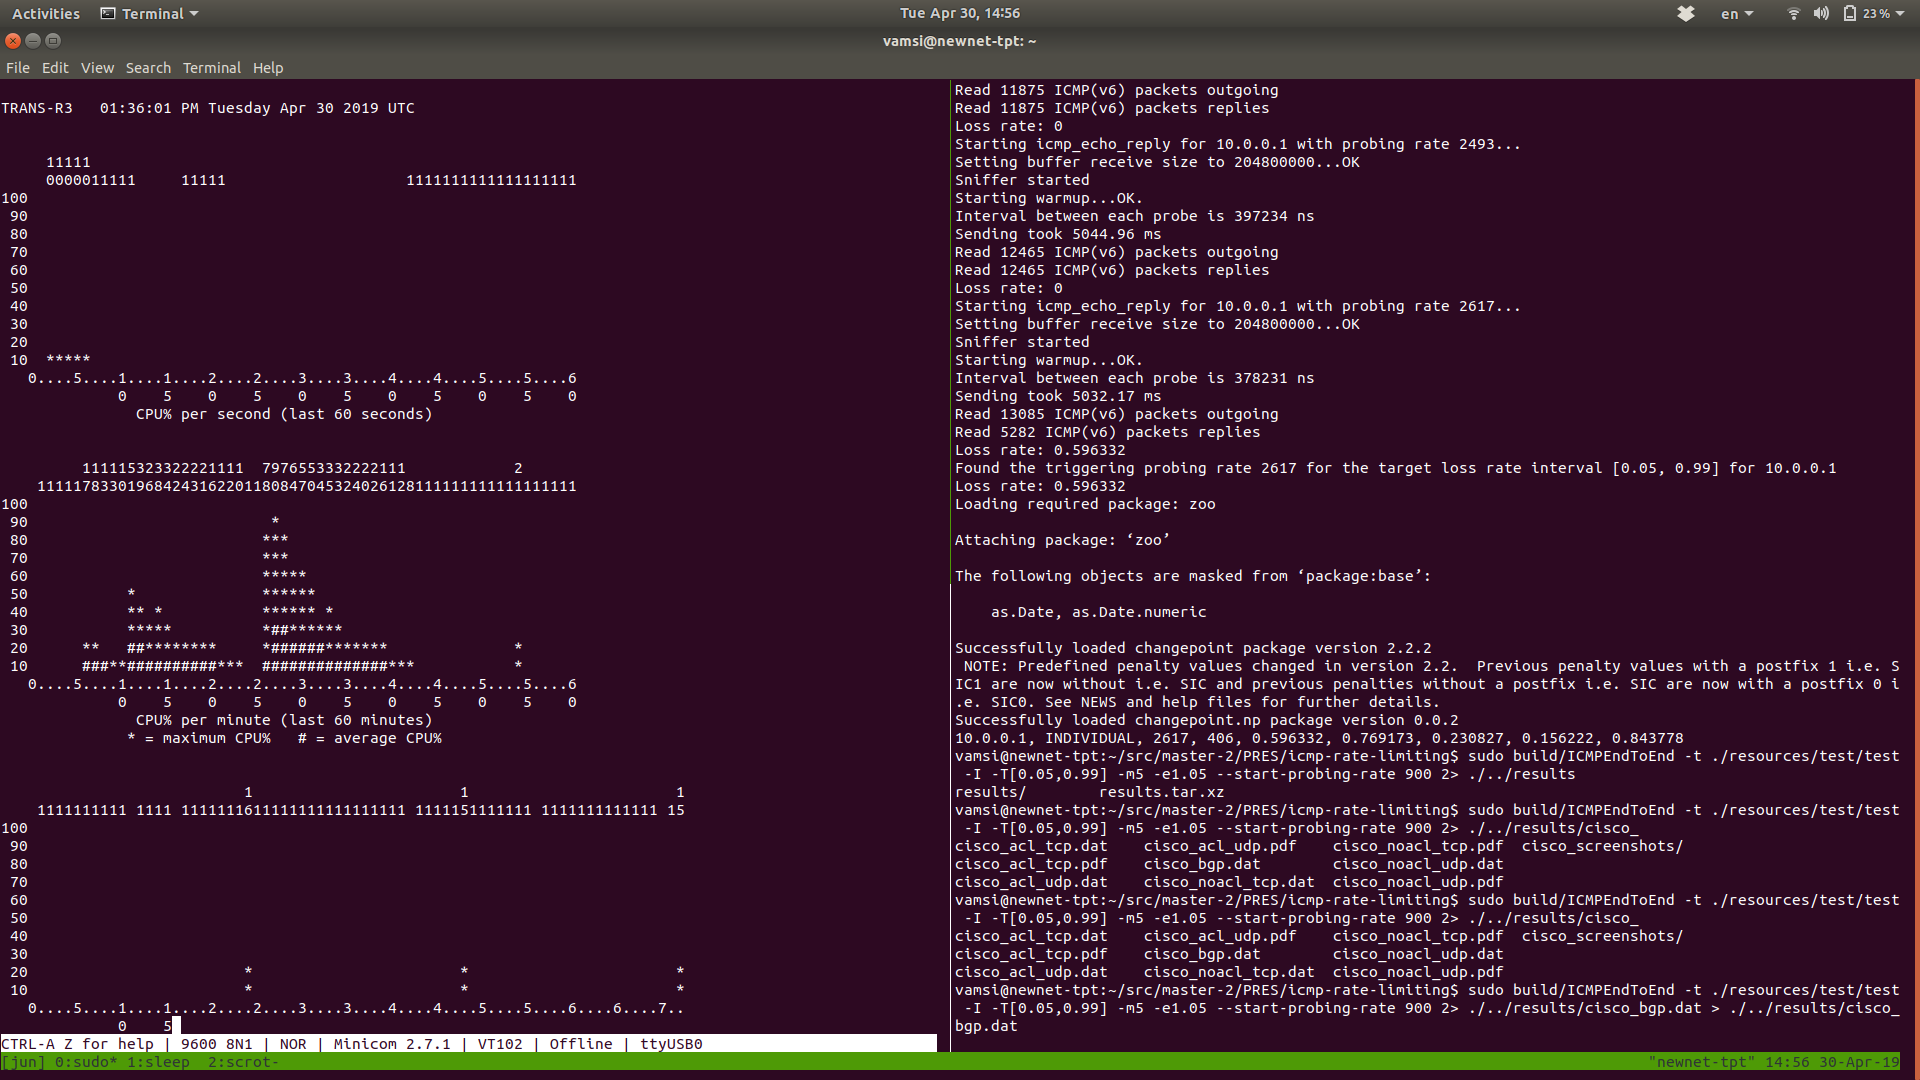 Activities Terminal Tue Apr 30, 14:56 en 23 %
vamsi@newnet-tpt: ~
File Edit View Search Terminal Help
TRANS-R3   01:36:01 PM Tuesday Apr 30 2019 UTC
     11111
     0000011111     11111                    1111111111111111111
100
 90
 80
 70
 60
 50
 40
 30
 20
 10  *****
   0....5....1....1....2....2....3....3....4....4....5....5....6
             0    5    0    5    0    5    0    5    0    5    0
               CPU% per second (last 60 seconds)
         111115323322221111  7976553332222111            2
    111117833019684243162201180847045324026128111111111111111111
100
 90                           *
 80                          ***
 70                          ***
 60                          *****
 50           *              ******
 40           ** *           ****** *
 30           *****          *##******
 20      **   ##********     *######*******              *
 10      ###**##########***  ##############***           *
   0....5....1....1....2....2....3....3....4....4....5....5....6
             0    5    0    5    0    5    0    5    0    5    0
               CPU% per minute (last 60 minutes)
              * = maximum CPU%   # = average CPU%
                           1                       1                       1
    1111111111 1111 1111111611111111111111111 1111151111111 1111111111111 15
100
 90
 80
 70
 60
 50
 40
 30
 20                        *                       *                       *
 10                        *                       *                       *
   0....5....1....1....2....2....3....3....4....4....5....5....6....6....7..
             0    5
CTRL-A Z for help | 9600 8N1 | NOR | Minicom 2.7.1 | VT102 | Offline | ttyUSB0
Read 11875 ICMP(v6) packets outgoing
Read 11875 ICMP(v6) packets replies
Loss rate: 0
Starting icmp_echo_reply for 10.0.0.1 with probing rate 2493...
Setting buffer receive size to 204800000...OK
Sniffer started
Starting warmup...OK.
Interval between each probe is 397234 ns
Sending took 5044.96 ms
Read 12465 ICMP(v6) packets outgoing
Read 12465 ICMP(v6) packets replies
Loss rate: 0
Starting icmp_echo_reply for 10.0.0.1 with probing rate 2617...
Setting buffer receive size to 204800000...OK
Sniffer started
Starting warmup...OK.
Interval between each probe is 378231 ns
Sending took 5032.17 ms
Read 13085 ICMP(v6) packets outgoing
Read 5282 ICMP(v6) packets replies
Loss rate: 0.596332
Found the triggering probing rate 2617 for the target loss rate interval [0.05, 0.99] for 10.0.0.1
Loss rate: 0.596332
Loading required package: zoo
Attaching package: ‘zoo’
The following objects are masked from ‘package:base’:
    as.Date, as.Date.numeric
Successfully loaded changepoint package version 2.2.2
 NOTE: Predefined penalty values changed in version 2.2.  Previous penalty values with a postfix 1 i.e. S
IC1 are now without i.e. SIC and previous penalties without a postfix i.e. SIC are now with a postfix 0 i
.e. SIC0. See NEWS and help files for further details.
Successfully loaded changepoint.np package version 0.0.2
10.0.0.1, INDIVIDUAL, 2617, 406, 0.596332, 0.769173, 0.230827, 0.156222, 0.843778
vamsi@newnet-tpt:~/src/master-2/PRES/icmp-rate-limiting$ sudo build/ICMPEndToEnd -t ./resources/test/test
 -I -T[0.05,0.99] -m5 -e1.05 --start-probing-rate 900 2> ./../results
results/        results.tar.xz
vamsi@newnet-tpt:~/src/master-2/PRES/icmp-rate-limiting$ sudo build/ICMPEndToEnd -t ./resources/test/test
 -I -T[0.05,0.99] -m5 -e1.05 --start-probing-rate 900 2> ./../results/cisco_
cisco_acl_tcp.dat    cisco_acl_udp.pdf    cisco_noacl_tcp.pdf  cisco_screenshots/
cisco_acl_tcp.pdf    cisco_bgp.dat        cisco_noacl_udp.dat
cisco_acl_udp.dat    cisco_noacl_tcp.dat  cisco_noacl_udp.pdf
vamsi@newnet-tpt:~/src/master-2/PRES/icmp-rate-limiting$ sudo build/ICMPEndToEnd -t ./resources/test/test
 -I -T[0.05,0.99] -m5 -e1.05 --start-probing-rate 900 2> ./../results/cisco_
cisco_acl_tcp.dat    cisco_acl_udp.pdf    cisco_noacl_tcp.pdf  cisco_screenshots/
cisco_acl_tcp.pdf    cisco_bgp.dat        cisco_noacl_udp.dat
cisco_acl_udp.dat    cisco_noacl_tcp.dat  cisco_noacl_udp.pdf
vamsi@newnet-tpt:~/src/master-2/PRES/icmp-rate-limiting$ sudo build/ICMPEndToEnd -t ./resources/test/test
 -I -T[0.05,0.99] -m5 -e1.05 --start-probing-rate 900 2> ./../results/cisco_bgp.dat > ./../results/cisco_
bgp.dat
[jun] 0:sudo* 1:sleep  2:scrot- "newnet-tpt" 14:56 30-Apr-19